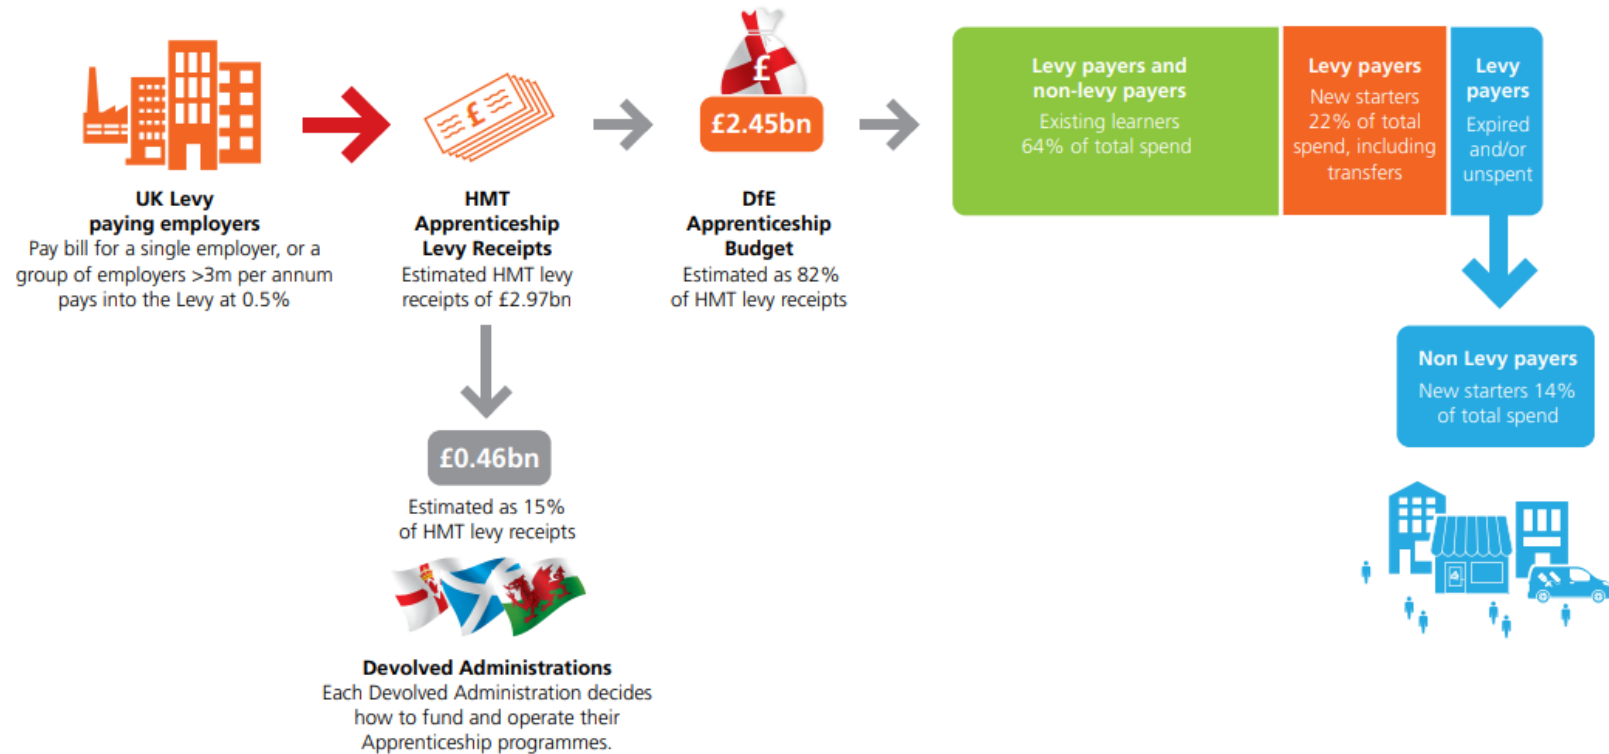 UK Levy
paying employers
Pay bill for a single employer, or a
group of employers >3m per annum
pays into the Levy at 0.5%
£
HMT
Apprenticeship
Levy Receipts
Estimated HMT levy
receipts of £2.97bn
£0.46bn
Estimated as 15%
of HMT levy receipts
Devolved Administrations
Each Devolved Administration decides
how to fund and operate their
Apprenticeship programmes.
£
£2.45bn
DfE
Apprenticeship
Budget
Estimated as 82%
of HMT levy receipts
Levy payers and
non-levy payers
Existing learners
64% of total spend
Levy payers
New starters
22% of total
spend, including
transfers
Levy
payers
Expired
and/or
unspent
Non Levy payers
New starters 14%
of total spend